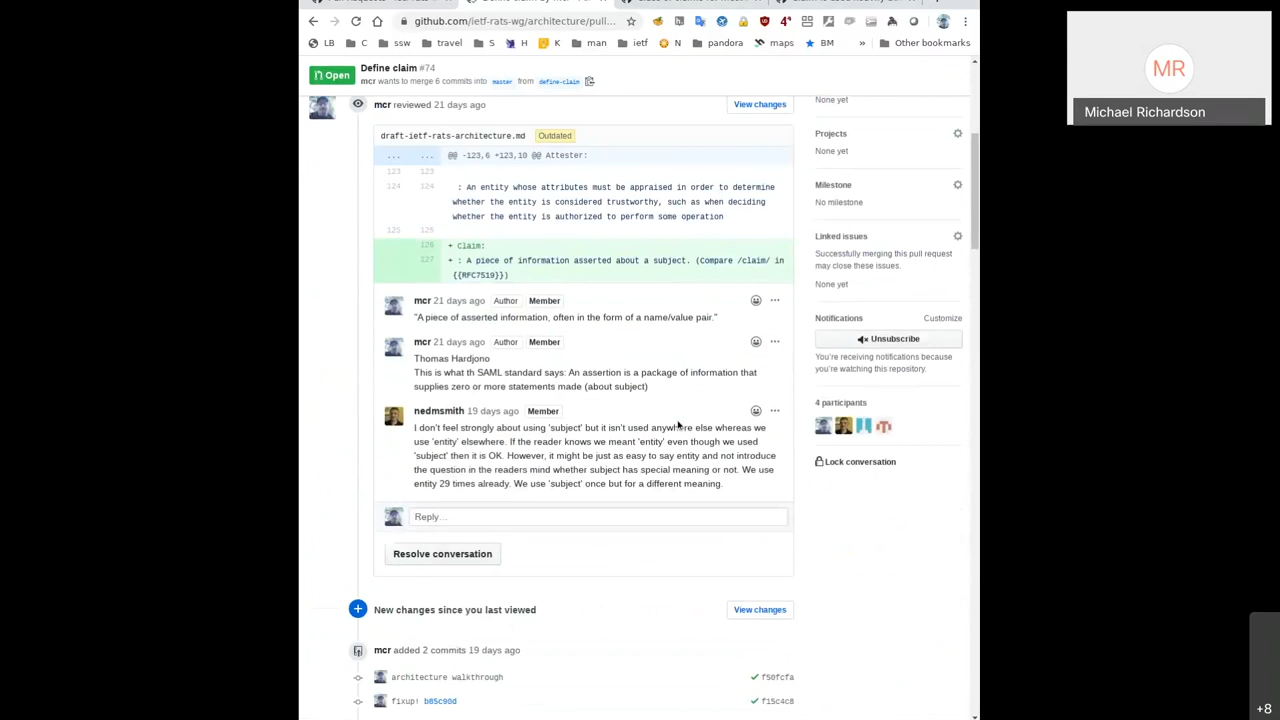 github.com/ietf-rats-wg/architecture/pull...
LB C ssw travel S H K man ietf N pandora maps BM » Other bookmarks
Open
Define claim #74
mcr wants to merge 6 commits into master from define-claim
mcr reviewed 21 days ago
View changes
draft-ietf-rats-architecture.md Outdated
... ... @@ -123,6 +123,10 @@ Attester:
123 123
124 124 : An entity whose attributes must be appraised in order to determine
whether the entity is considered trustworthy, such as when deciding
whether the entity is authorized to perform some operation
125 125
126 + Claim:
127 + : A piece of information asserted about a subject. (Compare /claim/ in
{{RFC7519}})
mcr 21 days ago Author Member
"A piece of asserted information, often in the form of a name/value pair."
mcr 21 days ago Author Member
Thomas Hardjono
This is what th SAML standard says: An assertion is a package of information that
supplies zero or more statements made (about subject)
nedmsmith 19 days ago Member
I don't feel strongly about using 'subject' but it isn't used anywhere else whereas we
use 'entity' elsewhere. If the reader knows we meant 'entity' even though we used
'subject' then it is OK. However, it might be just as easy to say entity and not introduce
the question in the readers mind whether subject has special meaning or not. We use
entity 29 times already. We use 'subject' once but for a different meaning.
Reply...
Resolve conversation
New changes since you last viewed
View changes
mcr added 2 commits 19 days ago
architecture walkthrough f50fcfa
fixup! b85c90d f15c4c8
None yet
Projects
None yet
Milestone
No milestone
Linked issues
Successfully merging this pull request
may close these issues.
None yet
Notifications Customize
Unsubscribe
You're receiving notifications because
you're watching this repository.
4 participants
Lock conversation
MR
Michael Richardson
+8